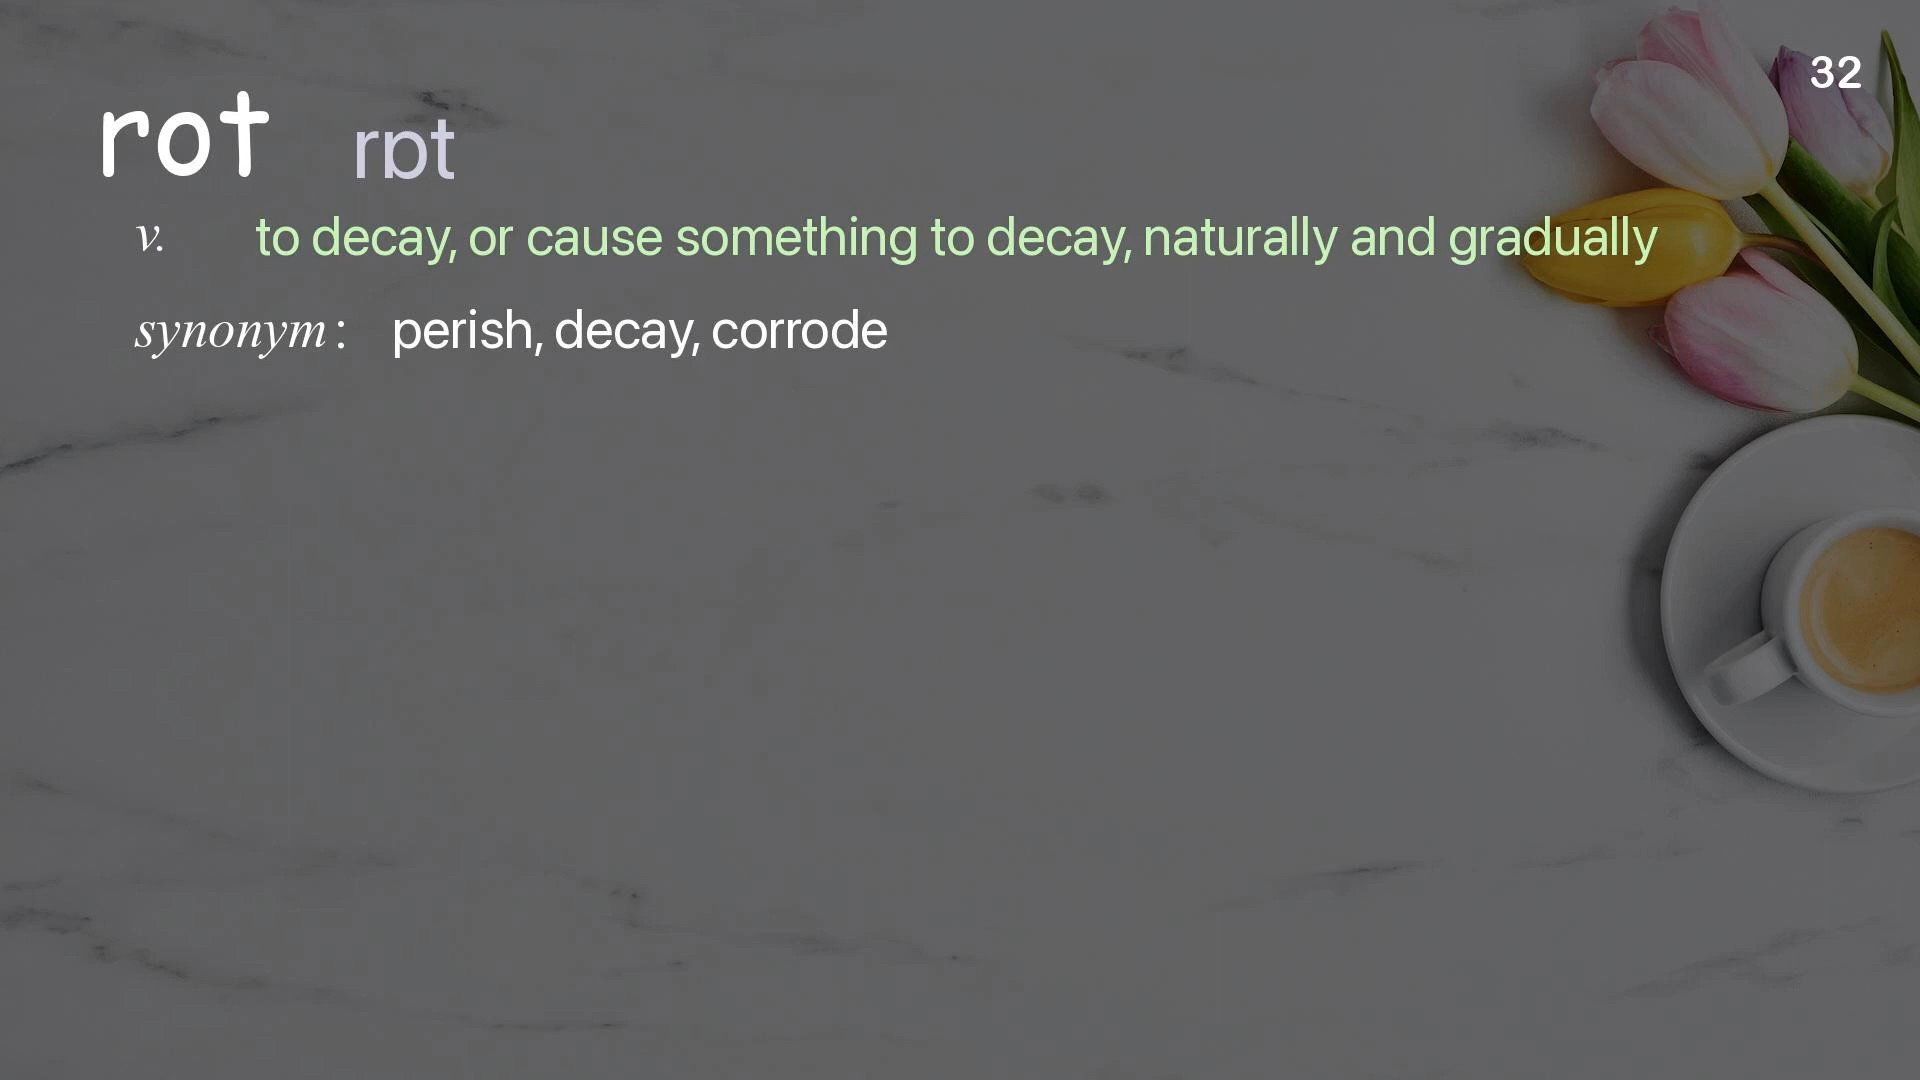 32
rot rɒt
v. to decay, or cause something to decay, naturally and gradually
synonym : perish, decay, corrode